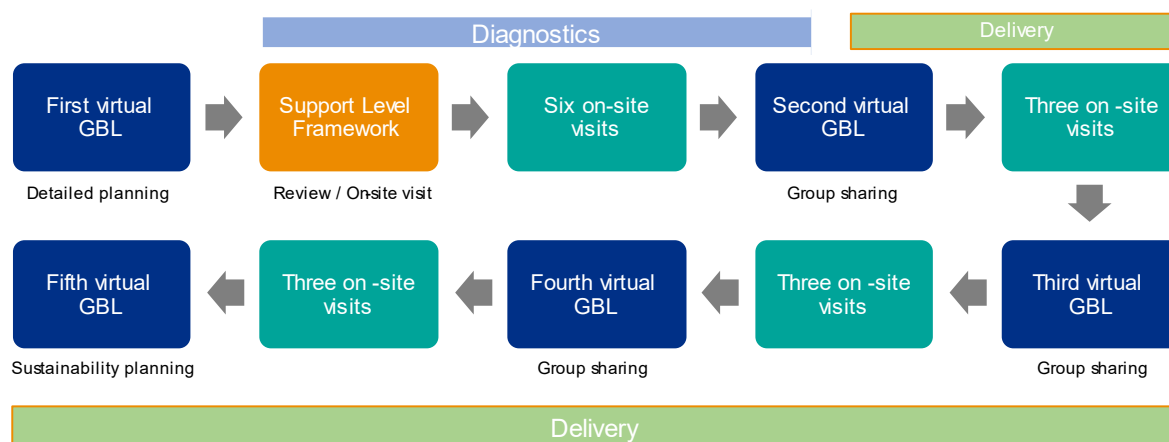 Diagnostics
Delivery
First virtual
GBL
Support Level
Framework
Six on-site
visits
Second virtual
GBL
Three on -site
visits
Detailed planning
Review / On-site visit
Group sharing
Fifth virtual
GBL
Three on -site
visits
Fourth virtual
GBL
Three on -site
visits
Third virtual
GBL
Sustainability planning
Group sharing
Group sharing
Delivery